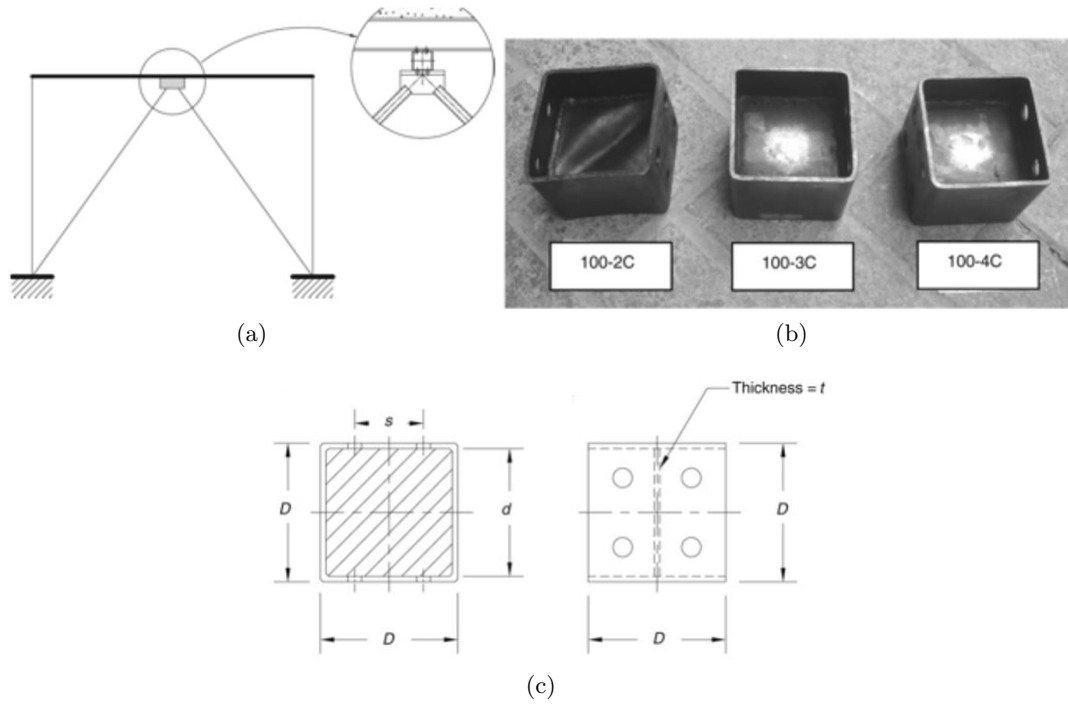 100-2C
100-3C
100-4C
(a)
(b)
Thickness = t
s
D
d
D
D
D
(c)